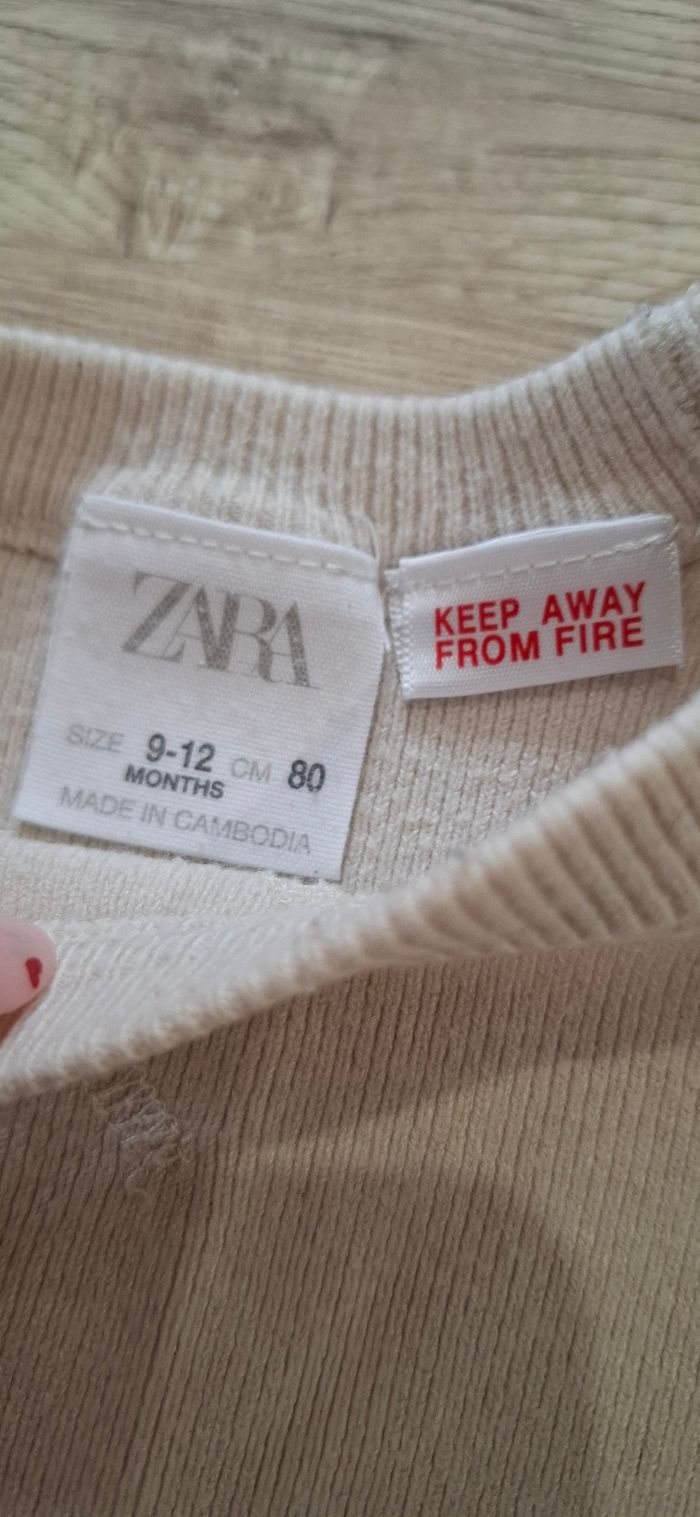 ZARA
SIZE 9-12 CM 80
MONTHS
MADE IN CAMBODIA
KEEP AWAY
FROM FIRE